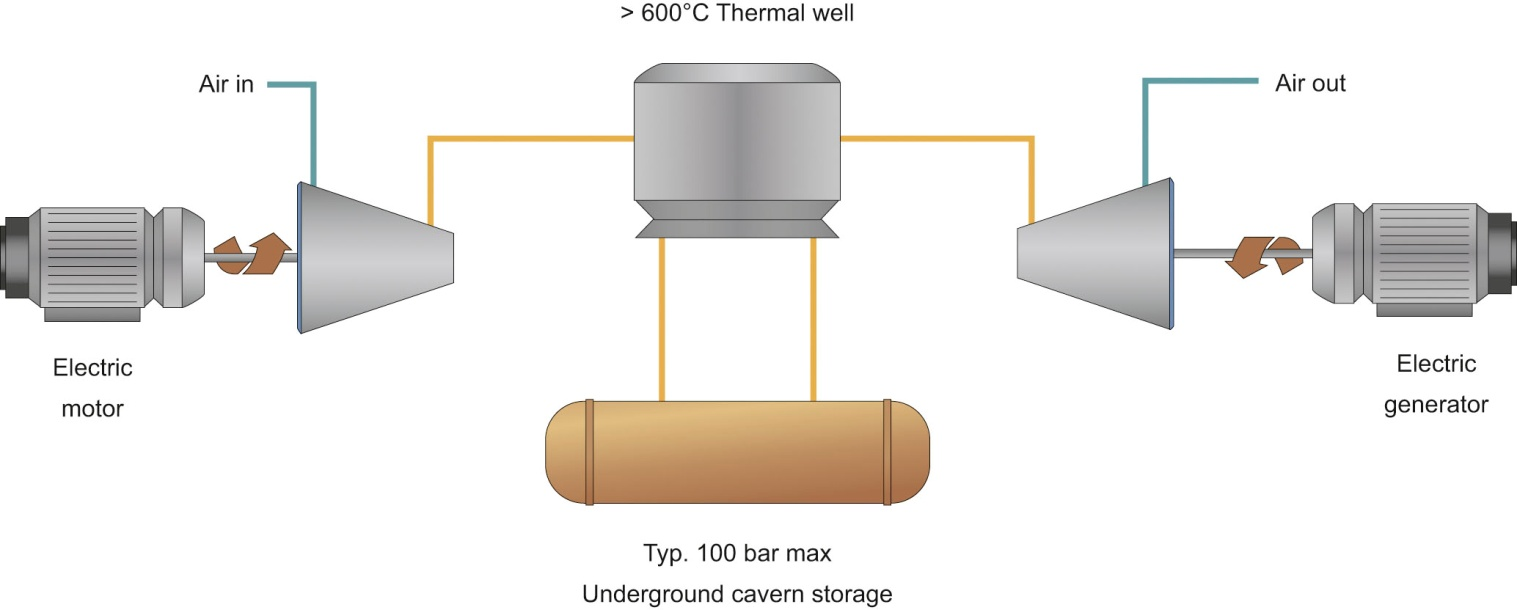 > 600°C Thermal well
Air in
Air out
Electric
motor
Electric
generator
Typ. 100 bar max
Underground cavern storage